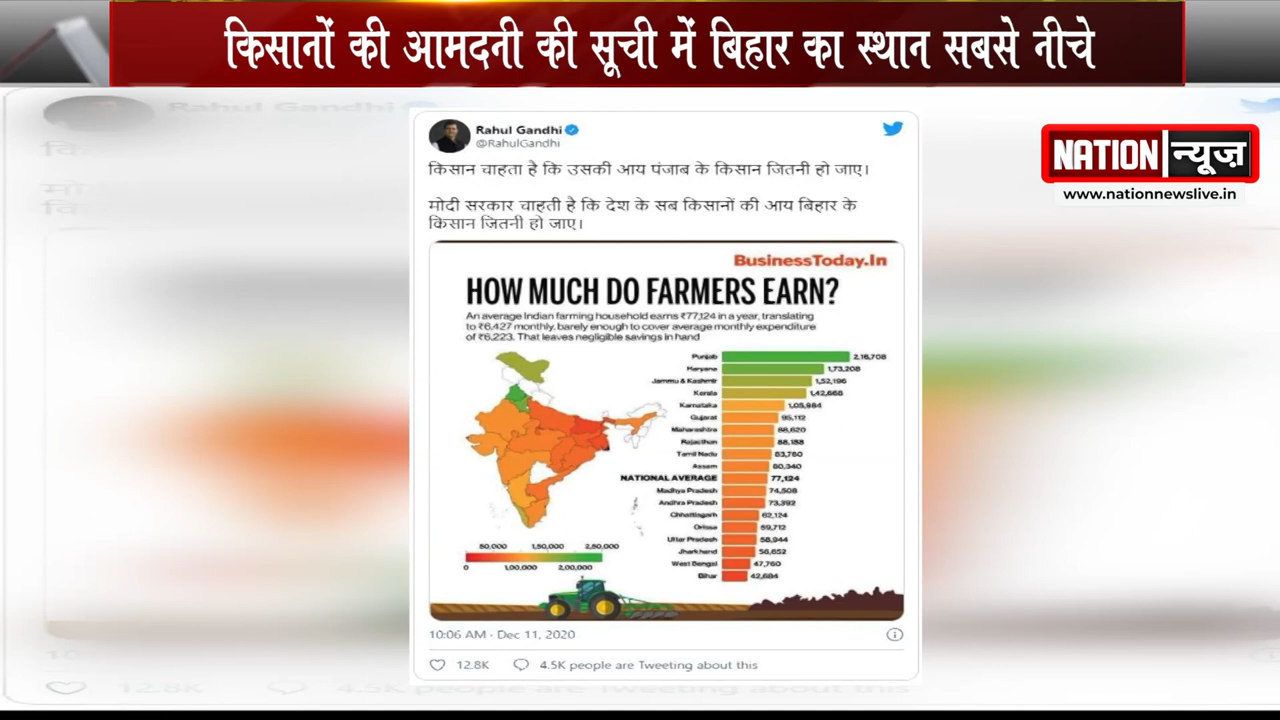 किसानों की आमदनी की सूची में बिहार का स्थान सबसे नीचे
NATION न्यूज़
www.nationnewslive.in
Rahul Gandhi
@RahulGandhi
किसान चाहता है कि उसकी आय पंजाब के किसान जितनी हो जाए।
मोदी सरकार चाहती है कि देश के सब किसानों की आय बिहार के
किसान जितनी हो जाए।
BusinessToday.In
HOW MUCH DO FARMERS EARN?
An average Indian farming household earns ₹77,124 in a year, translating
to ₹6,427 monthly, barely enough to cover average monthly expenditure
of ₹6,223. That leaves negligible savings in hand
Punjab 2,16,708
Haryana 1,73,208
Jammu & Kashmir 1,52,196
Kerala 1,42,668
Karnataka 1,05,984
Gujarat 95,112
Maharashtra 88,620
Rajasthan 88,188
Tamil Nadu 83,760
Assam 80,340
NATIONAL AVERAGE 77,124
Madhya Pradesh 74,508
Andhra Pradesh 73,392
Chhattisgarh 62,124
Orissa 59,712
Uttar Pradesh 58,944
Jharkhand 56,652
West Bengal 47,760
Bihar 42,684
50,000 1,50,000 2,50,000
0 1,00,000 2,00,000
10:06 AM · Dec 11, 2020
12.8K 4.5K people are Tweeting about this